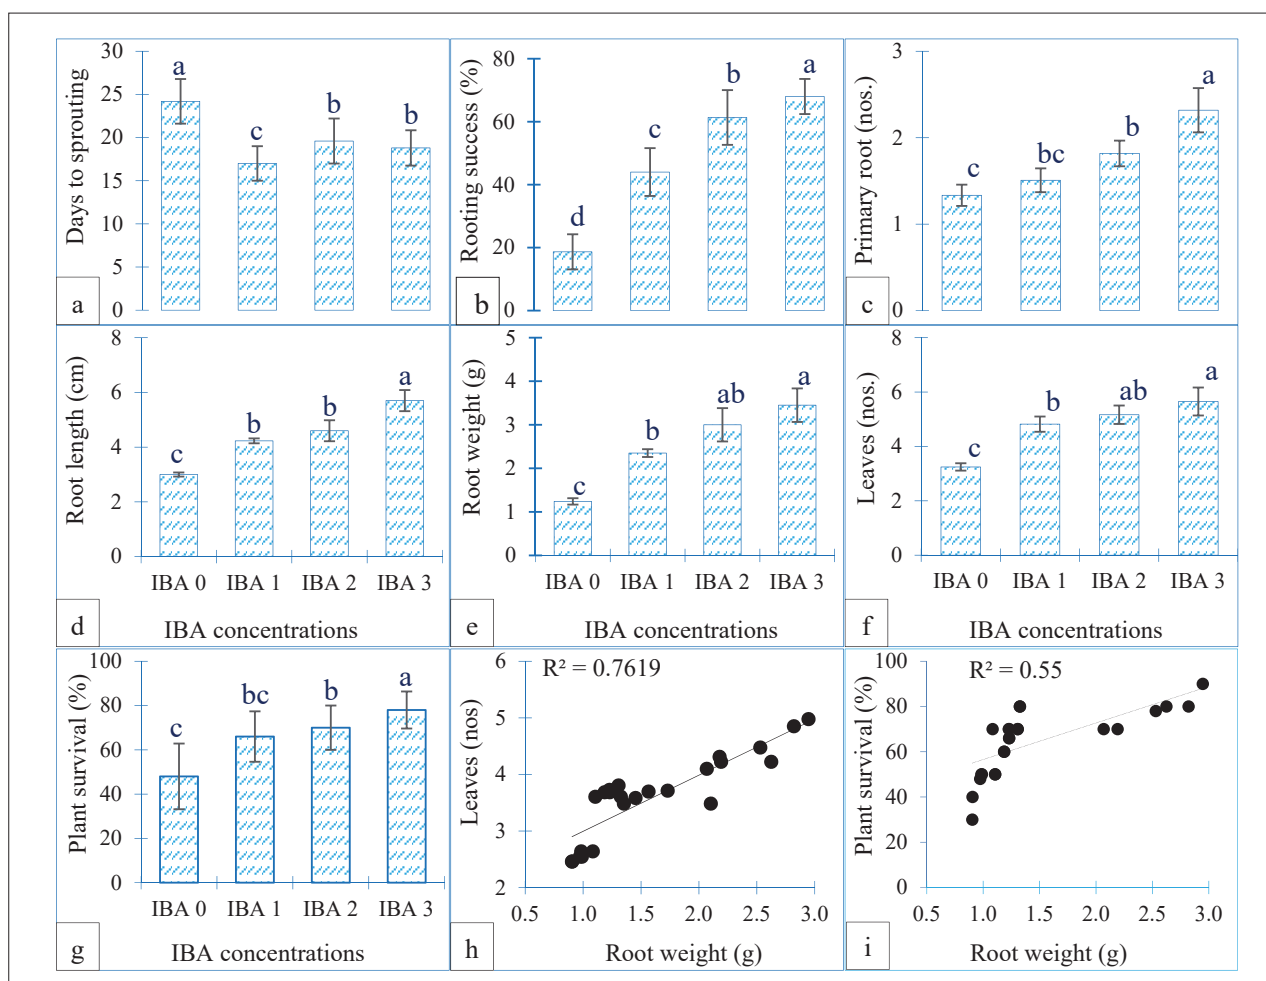 Days to sprouting
30
25
20
15
10
5
0
a
c
b
b
a
Rooting success (%)
80
60
40
20
0
d
c
b
a
b
Primary root (nos.)
3
2
1
0
c
bc
b
a
c
Root length (cm)
8
6
4
2
0
c
b
b
a
IBA 0 IBA 1 IBA 2 IBA 3
IBA concentrations
d
Root weight (g)
5
4
3
2
1
0
c
b
ab
a
IBA 0 IBA 1 IBA 2 IBA 3
IBA concentrations
e
Leaves (nos.)
8
6
4
2
0
c
b
ab
a
IBA 0 IBA 1 IBA 2 IBA 3
IBA concentrations
f
Plant survival (%)
100
80
60
40
20
0
c
bc
b
a
IBA 0 IBA 1 IBA 2 IBA 3
IBA concentrations
g
Leaves (nos)
6
5
4
3
2
R² = 0.7619
0.5 1.0 1.5 2.0 2.5 3.0
Root weight (g)
h
Plant survival (%)
100
80
60
40
20
0
R² = 0.55
0.5 1.0 1.5 2.0 2.5 3.0
Root weight (g)
i